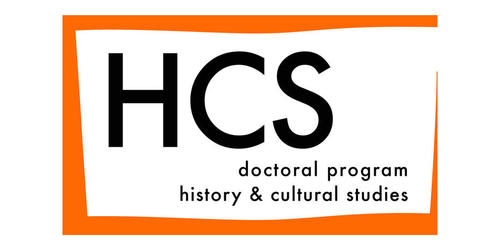 HCS
doctoral program
history & cultural studies